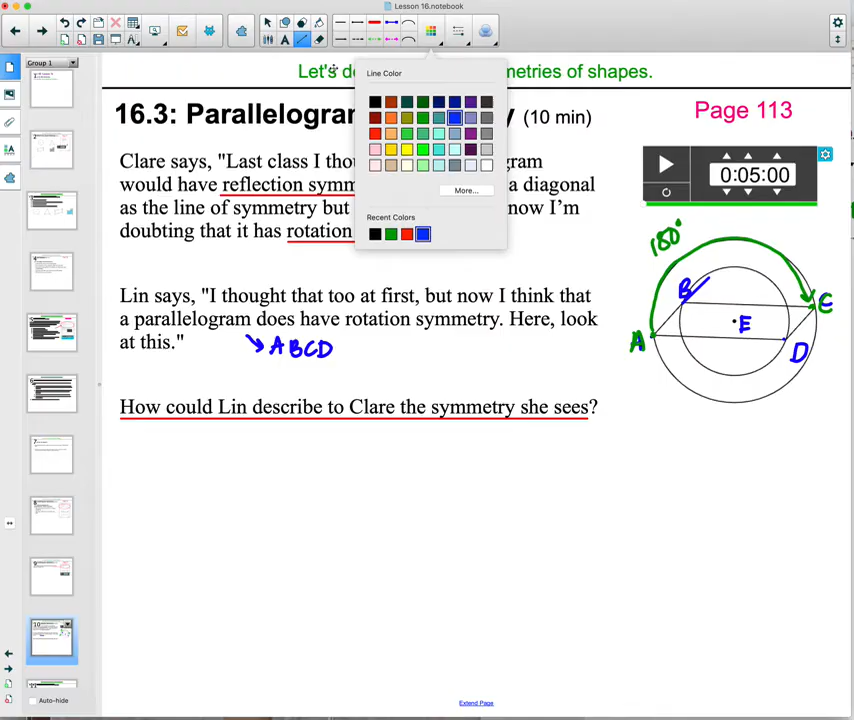 Lesson 16.notebook
Group 1
Let's de
metries of shapes.
16.3: Parallelogram
y (10 min)
Page 113
Line Color
More...
Recent Colors
Clare says, "Last class I thou
gram
would have reflection symm
a diagonal
as the line of symmetry but
now I'm
doubting that it has rotation
0:05:00
180°
B
C
E
A
D
Lin says, "I thought that too at first, but now I think that
a parallelogram does have rotation symmetry. Here, look
at this."
ABCD
How could Lin describe to Clare the symmetry she sees?
7
10
Auto-hide
Extend Page